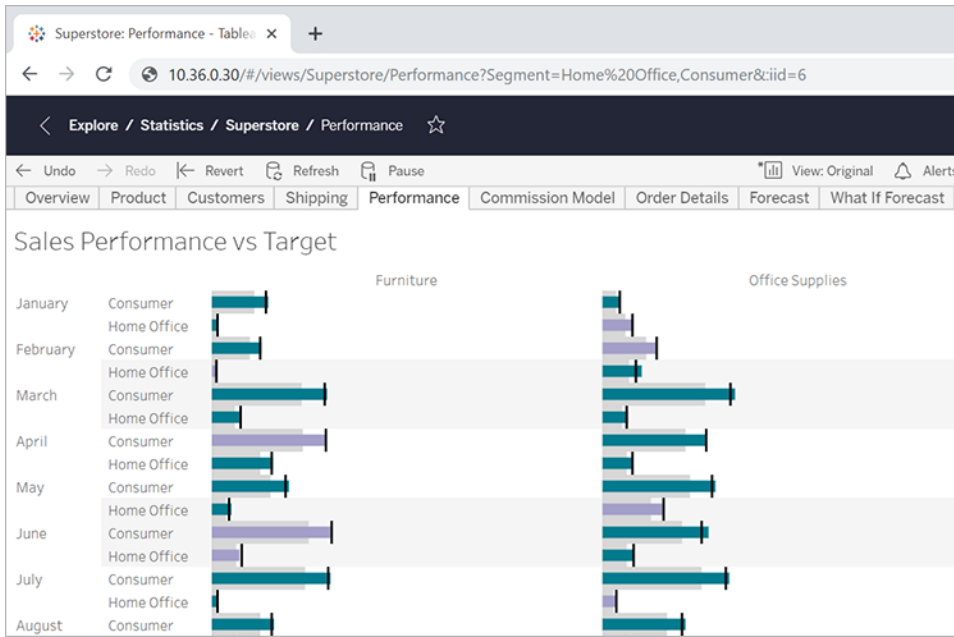 Superstore: Performance - Tablea
10.36.0.30/#/views/Superstore/Performance?Segment=Home%20Office,Consumer&:iid=6
Explore / Statistics / Superstore / Performance
Undo Redo Revert Refresh Pause View: Original Alerts
Overview Product Customers Shipping Performance Commission Model Order Details Forecast What If Forecast
Sales Performance vs Target
Furniture Office Supplies
January Consumer
Home Office
February Consumer
Home Office
March Consumer
Home Office
April Consumer
Home Office
May Consumer
Home Office
June Consumer
Home Office
July Consumer
Home Office
August Consumer